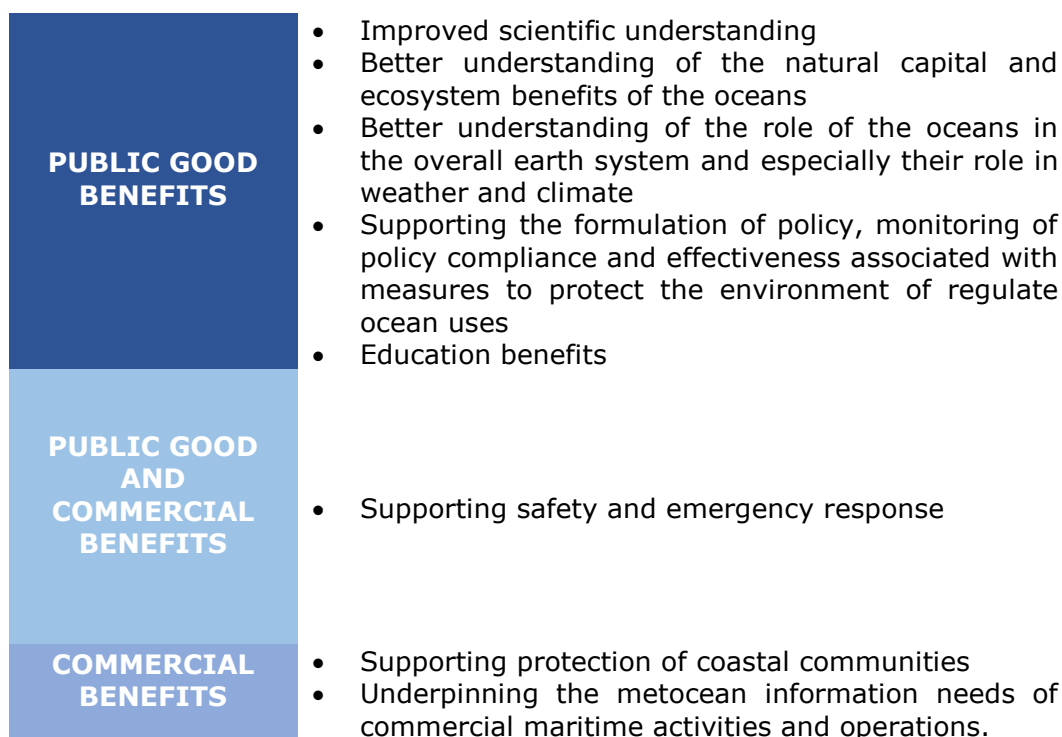 PUBLIC GOOD
BENEFITS
• Improved scientific understanding
• Better understanding of the natural capital and
ecosystem benefits of the oceans
• Better understanding of the role of the oceans in
the overall earth system and especially their role in
weather and climate
• Supporting the formulation of policy, monitoring of
policy compliance and effectiveness associated with
measures to protect the environment of regulate
ocean uses
• Education benefits
PUBLIC GOOD
AND
COMMERCIAL
BENEFITS
• Supporting safety and emergency response
COMMERCIAL
BENEFITS
• Supporting protection of coastal communities
• Underpinning the metocean information needs of
commercial maritime activities and operations.